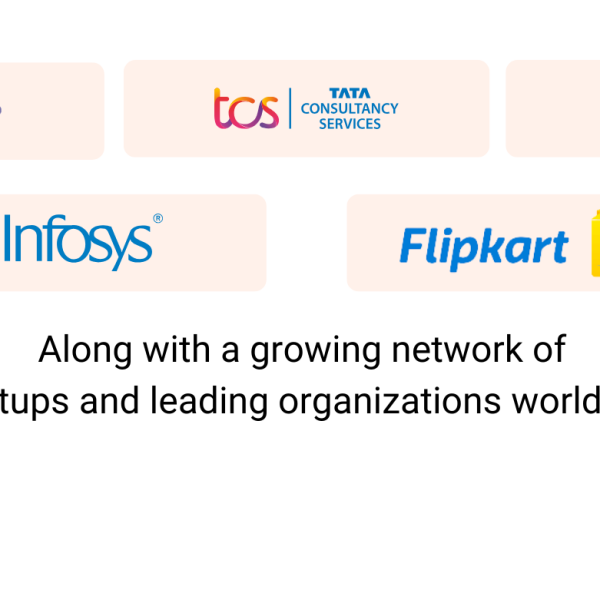 tcs | TATA
CONSULTANCY
SERVICES
Infosys®
Flipkart
Along with a growing network of
tups and leading organizations world